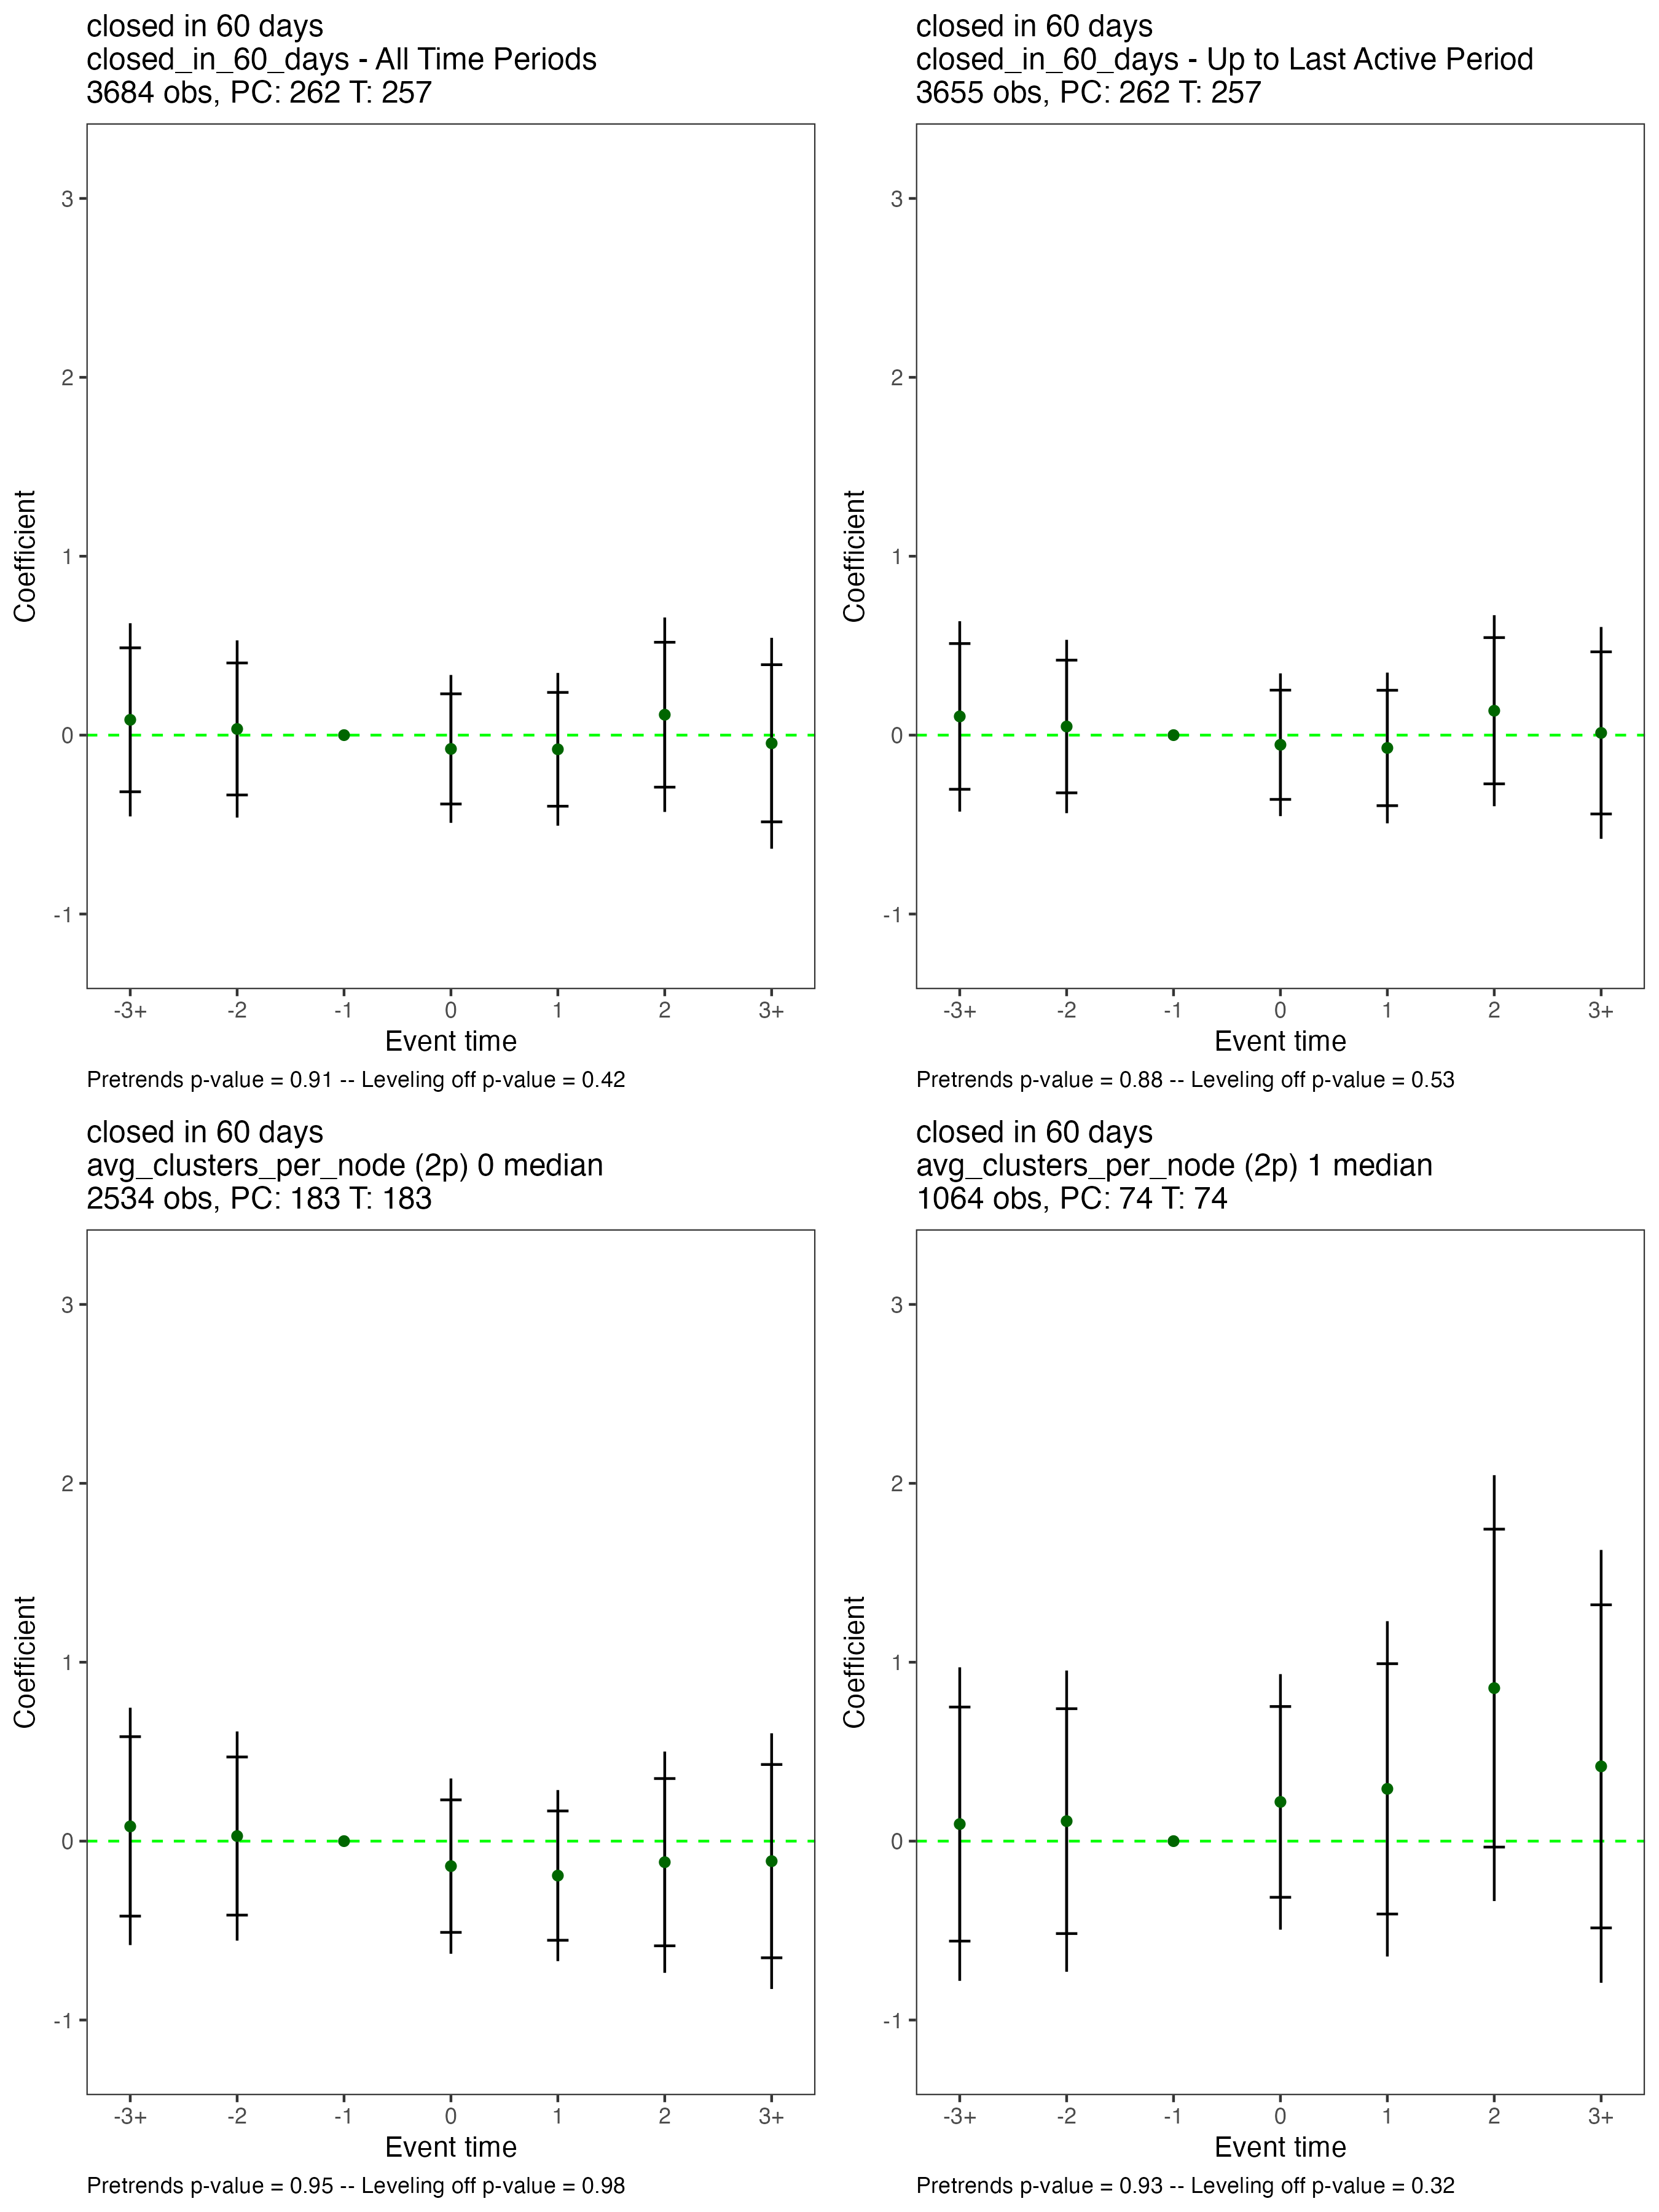 closed in 60 days
closed_in_60_days - All Time Periods
3684 obs, PC: 262 T: 257
3
2
1
0
-1
Coefficient
-3+ -2 -1 0 1 2 3+
Event time
Pretrends p-value = 0.91 -- Leveling off p-value = 0.42
closed in 60 days
closed_in_60_days - Up to Last Active Period
3655 obs, PC: 262 T: 257
3
2
1
0
-1
Coefficient
-3+ -2 -1 0 1 2 3+
Event time
Pretrends p-value = 0.88 -- Leveling off p-value = 0.53
closed in 60 days
avg_clusters_per_node (2p) 0 median
2534 obs, PC: 183 T: 183
3
2
1
0
-1
Coefficient
-3+ -2 -1 0 1 2 3+
Event time
Pretrends p-value = 0.95 -- Leveling off p-value = 0.98
closed in 60 days
avg_clusters_per_node (2p) 1 median
1064 obs, PC: 74 T: 74
3
2
1
0
-1
Coefficient
-3+ -2 -1 0 1 2 3+
Event time
Pretrends p-value = 0.93 -- Leveling off p-value = 0.32